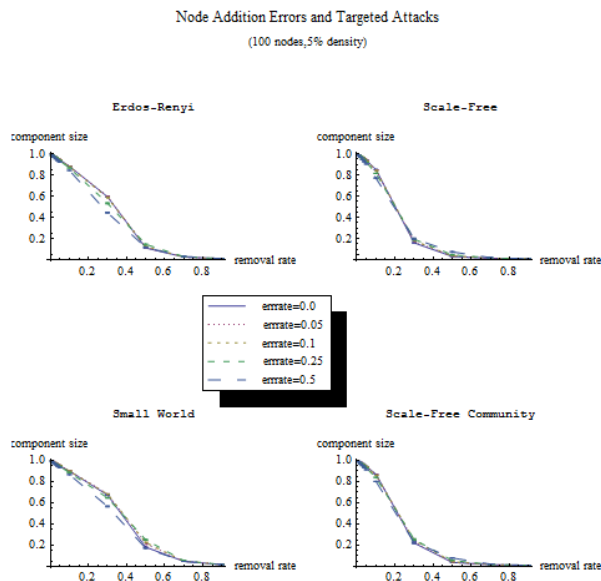 Node Addition Errors and Targeted Attacks
(100 nodes,5% density)
Erdos-Renyi
Scale-Free
component size
component size
1.0
0.8
0.6
0.4
0.2
0.2 0.4 0.6 0.8
removal rate
1.0
0.8
0.6
0.4
0.2
0.2 0.4 0.6 0.8
removal rate
errrate=0.0
errrate=0.05
errrate=0.1
errrate=0.25
errrate=0.5
Small World
Scale-Free Community
component size
component size
1.0
0.8
0.6
0.4
0.2
0.2 0.4 0.6 0.8
removal rate
1.0
0.8
0.6
0.4
0.2
0.2 0.4 0.6 0.8
removal rate